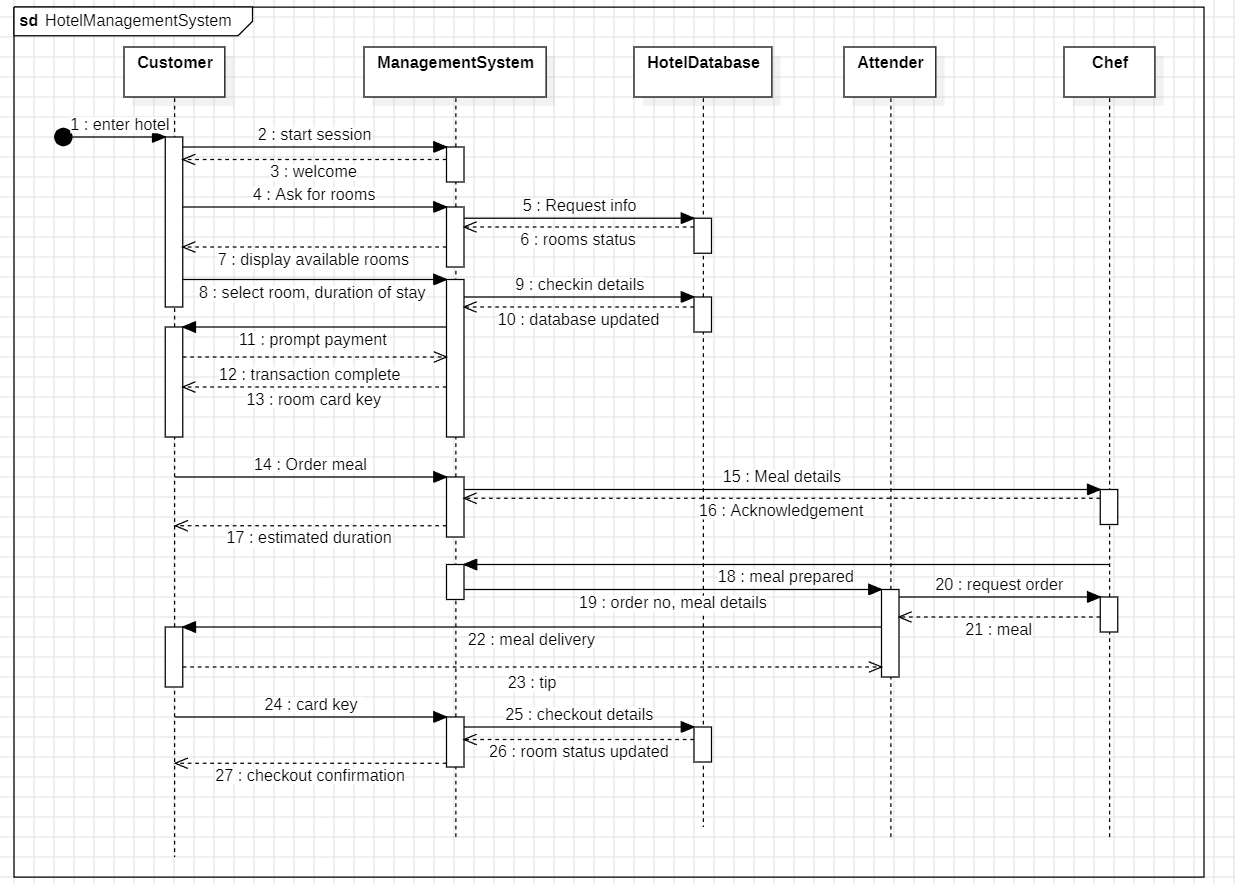 sd HotelManagementSystem
Customer
ManagementSystem
HotelDatabase
Attender
Chef
1 : enter hotel
2 : start session
3 : welcome
4 : Ask for rooms
5 : Request info
6 : rooms status
7 : display available rooms
8 : select room, duration of stay
9 : checkin details
10 : database updated
11 : prompt payment
12 : transaction complete
13 : room card key
14 : Order meal
15 : Meal details
16 : Acknowledgement
17 : estimated duration
18 : meal prepared
19 : order no, meal details
20 : request order
21 : meal
22 : meal delivery
23 : tip
24 : card key
25 : checkout details
26 : room status updated
27 : checkout confirmation